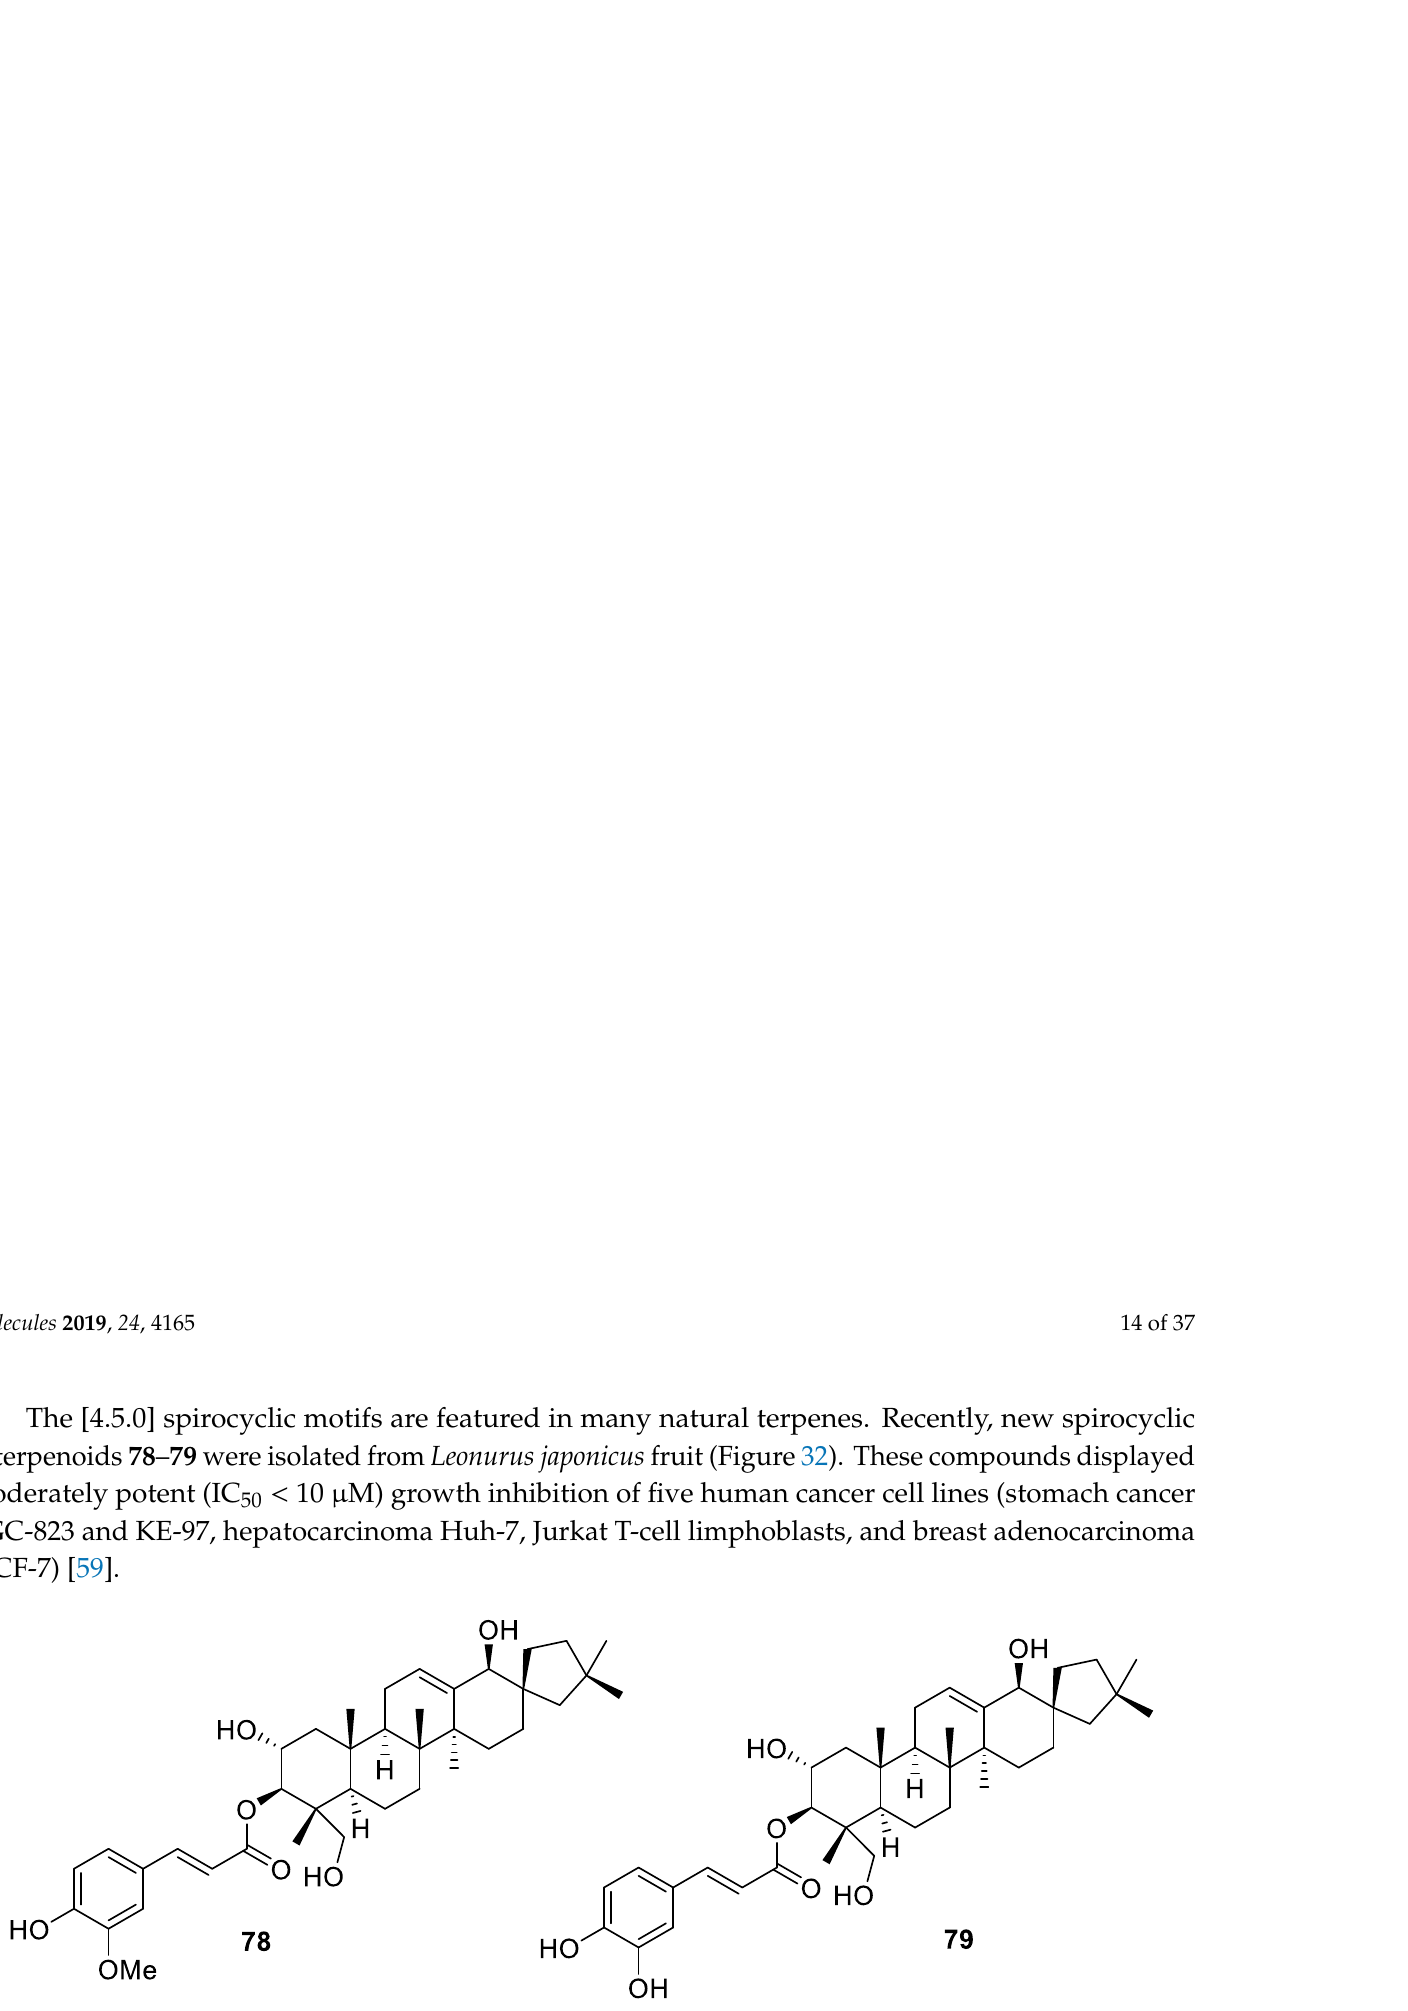 lecules 2019, 24, 4165 14 of 37
The [4.5.0] spirocyclic motifs are featured in many natural terpenes. Recently, new spirocyclic
terpenoids 78–79 were isolated from Leonurus japonicus fruit (Figure 32). These compounds displayed
oderately potent (IC50 < 10 µM) growth inhibition of five human cancer cell lines (stomach cancer
GC-823 and KE-97, hepatocarcinoma Huh-7, Jurkat T-cell limphoblasts, and breast adenocarcinoma
CF-7) [59].
OH
HO
H
O
H
O
HO
HO
OMe
78
OH
HO
H
O
H
O
HO
HO
OH
79